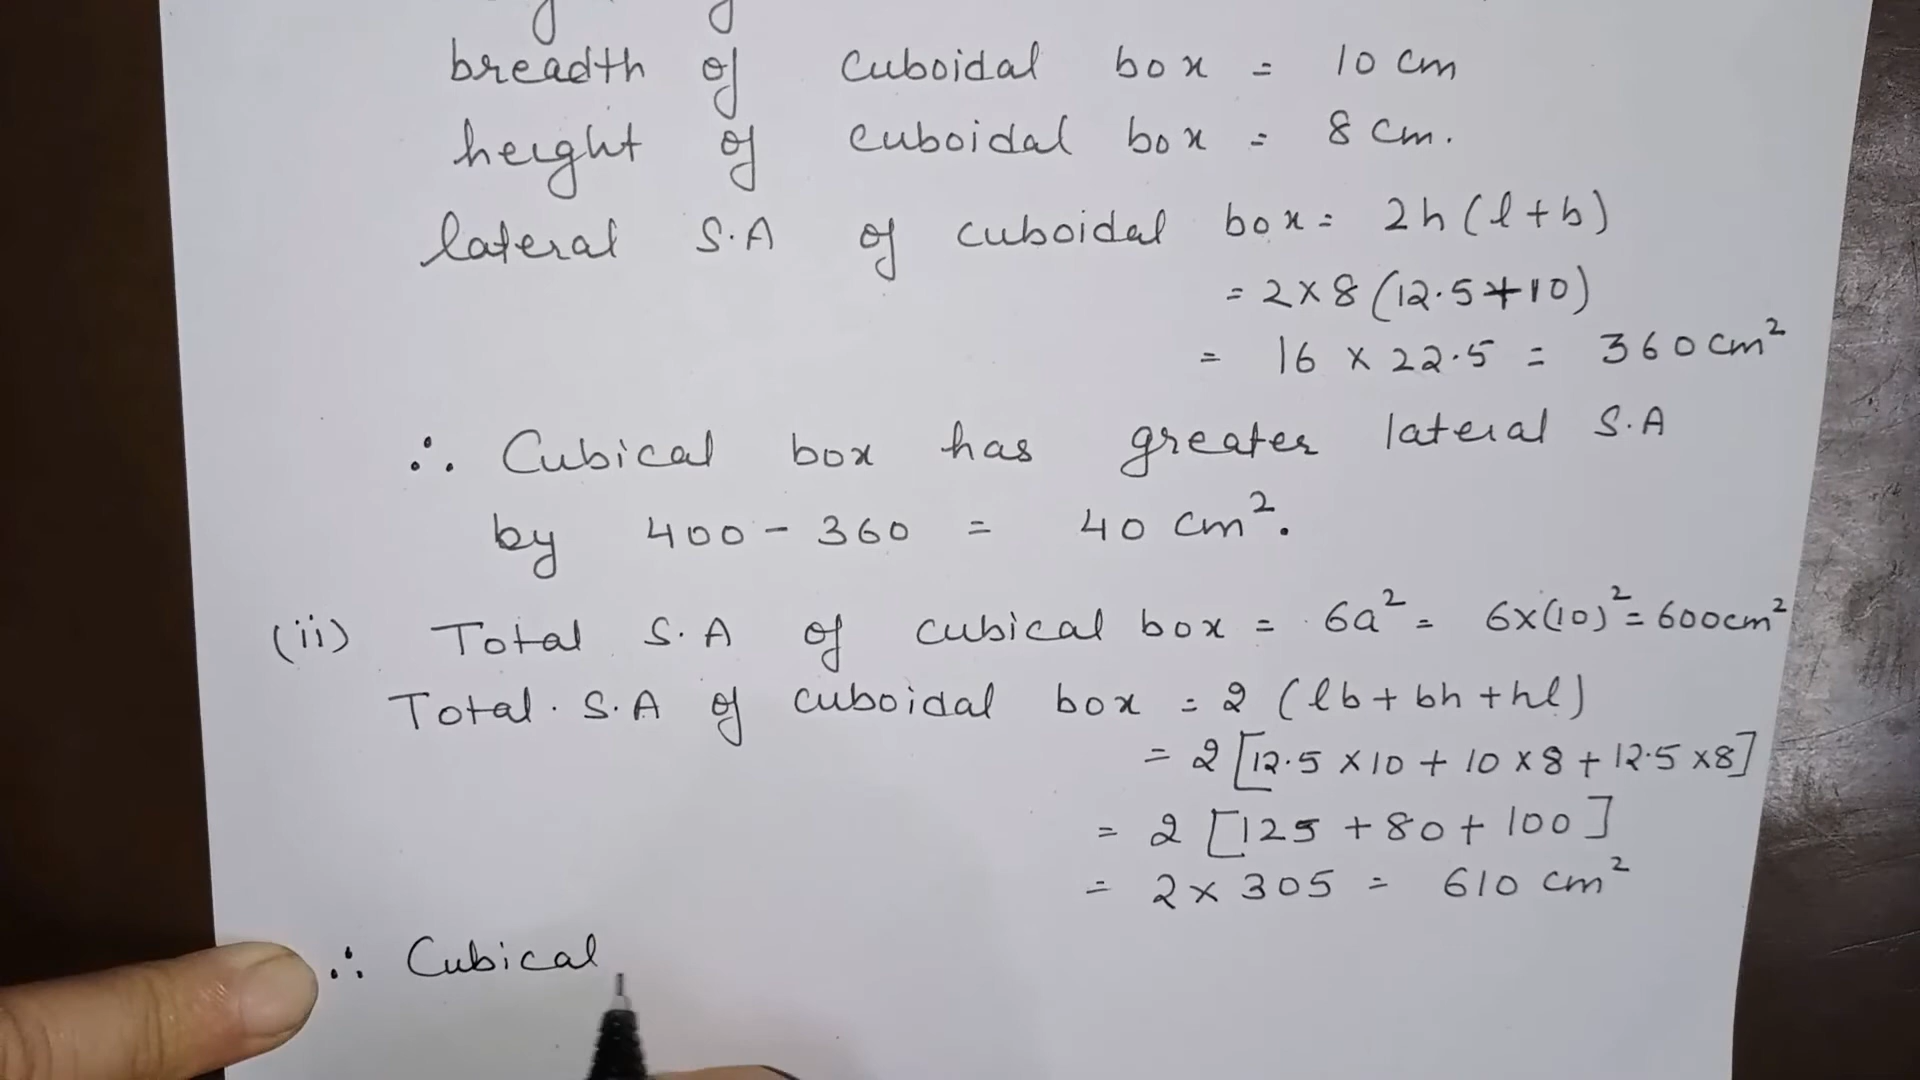 breadth of cuboidal box = 10 cm
height of cuboidal box = 8 cm.
lateral S.A of cuboidal box = 2h (l+b)
= 2×8 (12.5+10)
= 16 × 22.5 = 360 cm²
∴ Cubical box has greater lateral S.A
by 400 - 360 = 40 cm².
(ii) Total S.A of cubical box = 6a² = 6×(10)² = 600cm²
Total. S.A of cuboidal box = 2 (lb + bh + hl)
= 2 [12.5 × 10 + 10 × 8 + 12.5 ×8]
= 2 [125 + 80 + 100]
= 2 × 305 = 610 cm²
∴ Cubical